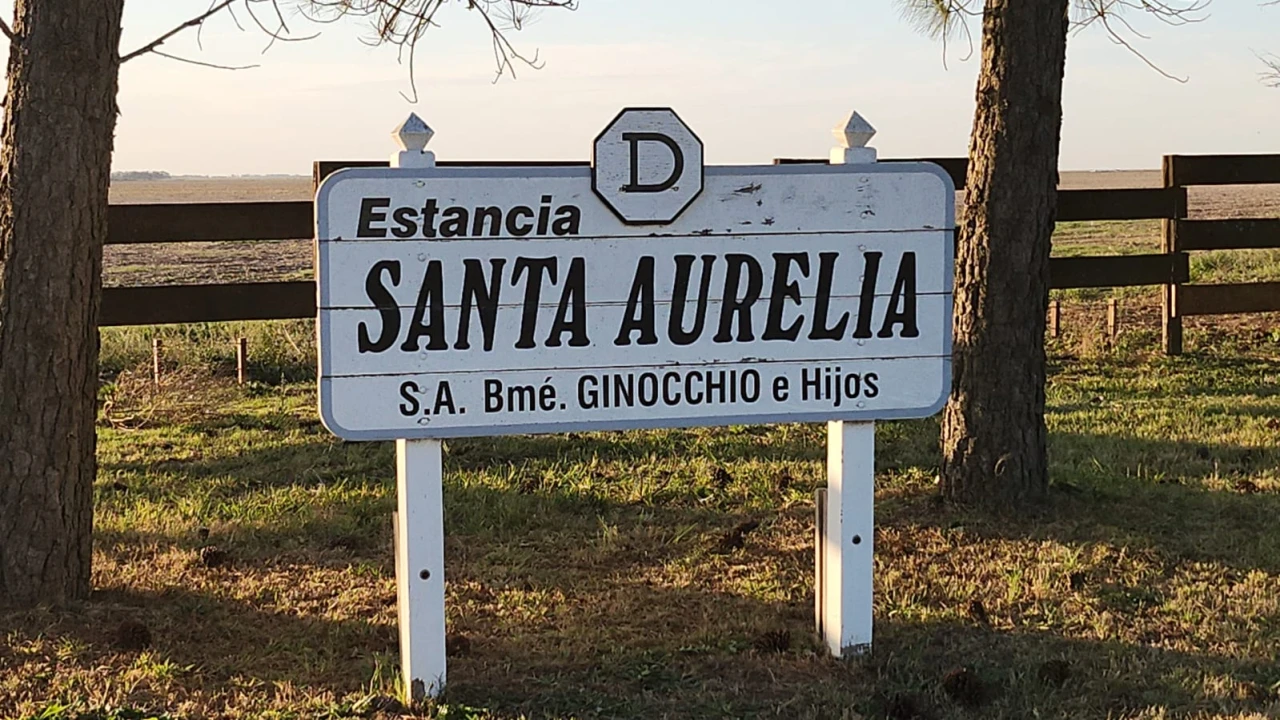 D
Estancia
SANTA AURELIA
S.A. Bmé. GINOCCHIO e Hijos